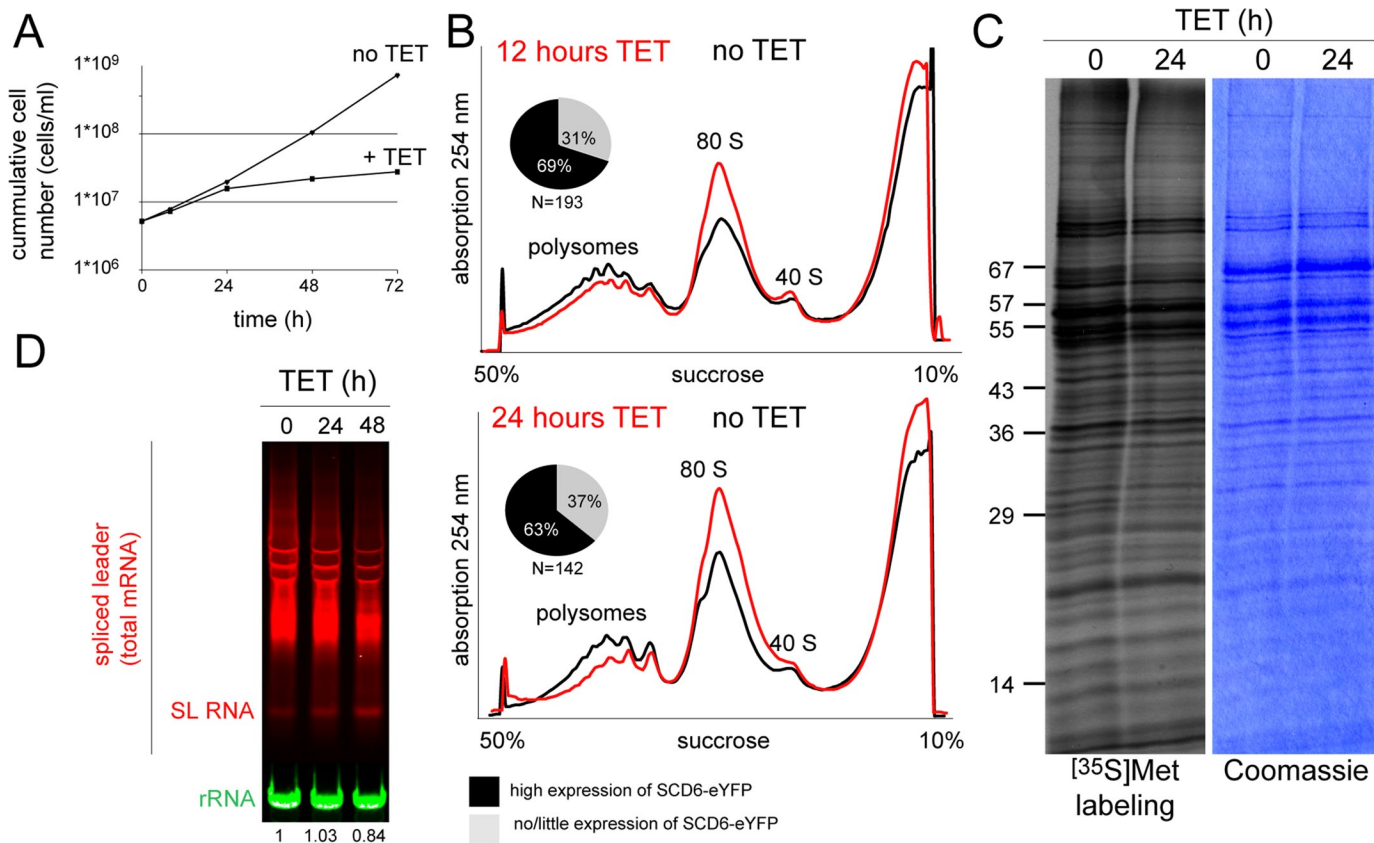 A
cummulative cell
number (cells/ml)
1*10⁹
1*10⁸
1*10⁷
1*10⁶
no TET
+ TET
0 24 48 72
time (h)
B
12 hours TET no TET
absorption 254 nm
31%
69%
N=193
polysomes
80 S
40 S
50% succrose 10%
24 hours TET no TET
absorption 254 nm
37%
63%
N=142
polysomes
80 S
40 S
50% succrose 10%
high expression of SCD6-eYFP
no/little expression of SCD6-eYFP
C
TET (h)
0 24 0 24
67
57
55
43
36
29
14
[³⁵S]Met
labeling
Coomassie
D
TET (h)
0 24 48
spliced leader
(total mRNA)
SL RNA
rRNA
1 1.03 0.84